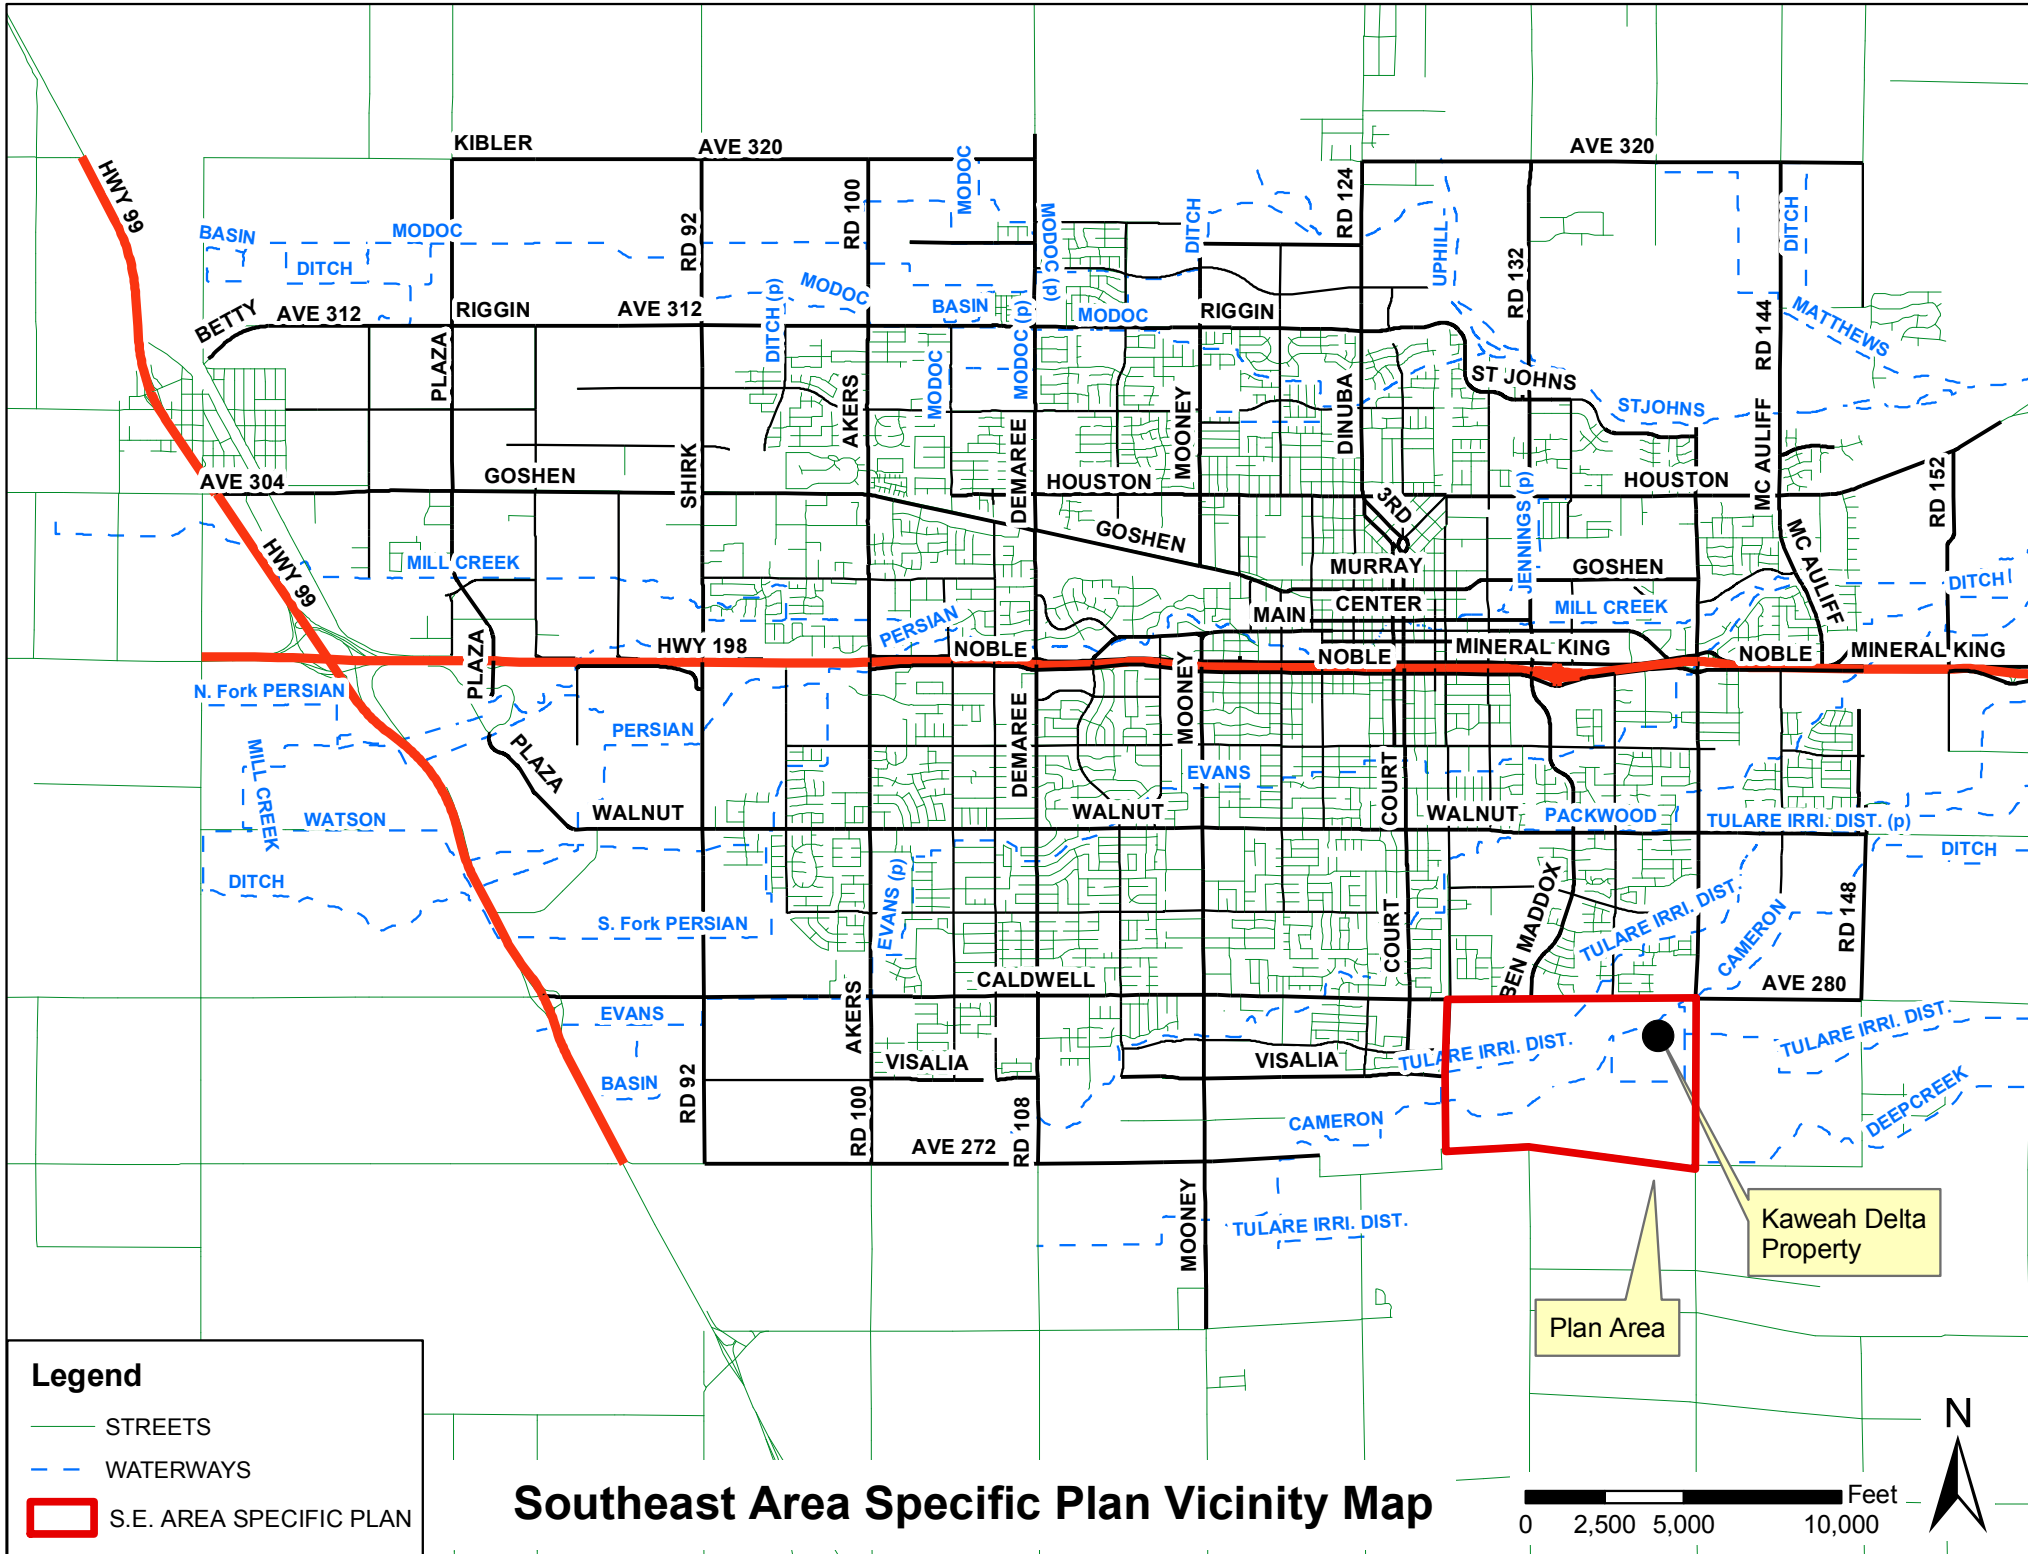 KIBLER
AVE 320
AVE 320
HWY 99
RD 92
RD 100
MODOC
MODOC (p)
DITCH
RD 124
UPHILL
RD 132
DITCH
BASIN
MODOC
DITCH
BETTY
AVE 312
RIGGIN
AVE 312
DITCH (p)
MODOC
BASIN
MODOC (p)
MODOC
RIGGIN
RD 144
MATTHEWS
PLAZA
AKERS
MODOC
DEMAREE
MOONEY
DINUBA
ST JOHNS
STJOHNS
MC AULIFF
AVE 304
GOSHEN
SHIRK
HOUSTON
3RD
JENNINGS (p)
HOUSTON
RD 152
HWY 99
MILL CREEK
GOSHEN
MURRAY
GOSHEN
MC AULIFF
DITCH
CENTER
MAIN
MILL CREEK
PERSIAN
PLAZA
HWY 198
NOBLE
NOBLE
MINERAL KING
NOBLE
MINERAL KING
N. Fork PERSIAN
MILL CREEK
PLAZA
PERSIAN
DEMAREE
MOONEY
EVANS
COURT
WATSON
WALNUT
WALNUT
WALNUT
PACKWOOD
TULARE IRRI. DIST. (p)
DITCH
DITCH
S. Fork PERSIAN
EVANS (p)
COURT
BEN MADDOX
TULARE IRRI. DIST.
CAMERON
RD 148
CALDWELL
AVE 280
EVANS
BASIN
AKERS
VISALIA
VISALIA
TULARE IRRI. DIST.
TULARE IRRI. DIST.
RD 92
RD 100
RD 108
AVE 272
CAMERON
DEEPCREEK
MOONEY
TULARE IRRI. DIST.
Kaweah Delta
Property
Plan Area
Legend
STREETS
WATERWAYS
S.E. AREA SPECIFIC PLAN
Southeast Area Specific Plan Vicinity Map
N
Feet
0 2,500 5,000 10,000